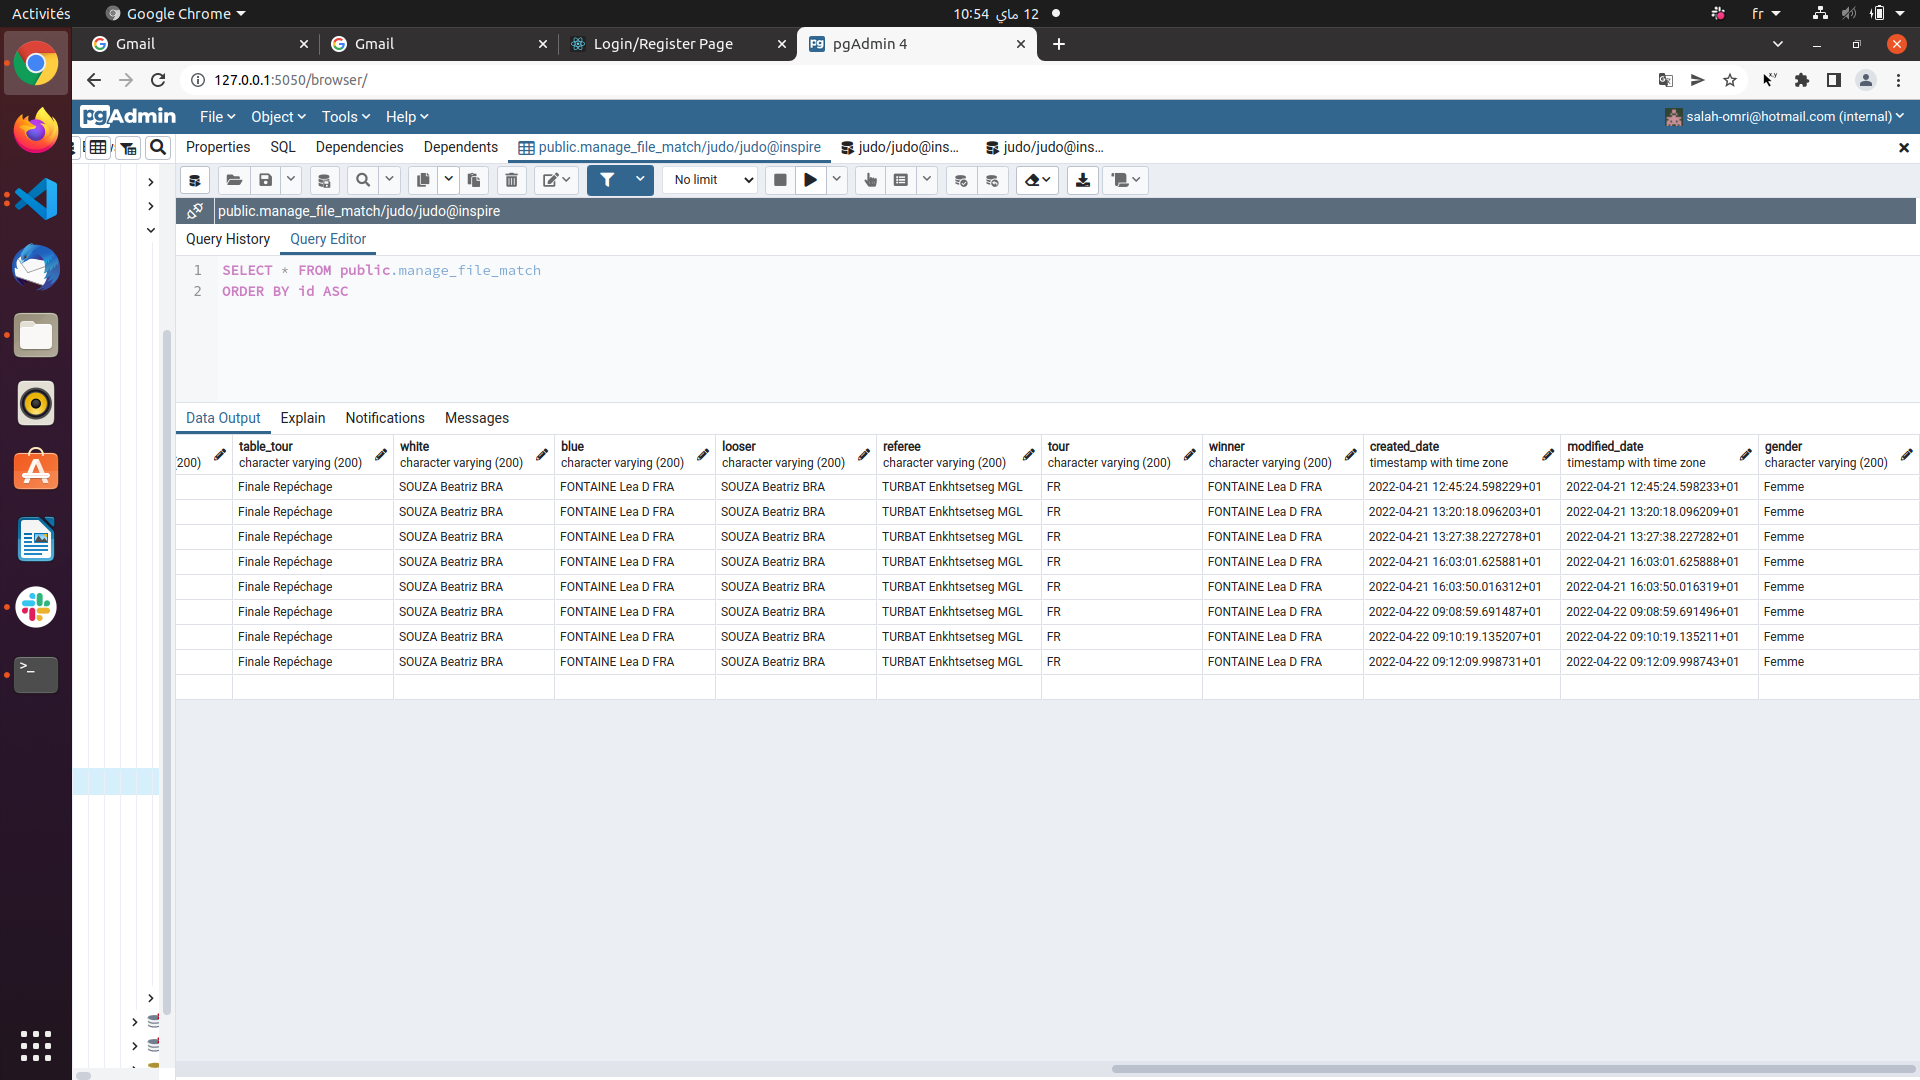 Activités
Google Chrome
12 ماي 10:54
fr
Gmail
Gmail
Login/Register Page
pgAdmin 4
127.0.0.1:5050/browser/
pgAdmin
File
Object
Tools
Help
salah-omri@hotmail.com (internal)
Properties
SQL
Dependencies
Dependents
public.manage_file_match/judo/judo@inspire
judo/judo@ins...
judo/judo@ins...
No limit
public.manage_file_match/judo/judo@inspire
Query History
Query Editor
1 SELECT * FROM public.manage_file_match
2 ORDER BY id ASC
Data Output
Explain
Notifications
Messages
table_tour white blue looser referee tour winner created_date modified_date gender
(200) character varying (200) character varying (200) character varying (200) character varying (200) character varying (200) character varying (200) character varying (200) timestamp with time zone timestamp with time zone character varying (200)
Finale Repéchage SOUZA Beatriz BRA FONTAINE Lea D FRA SOUZA Beatriz BRA TURBAT Enkhtsetseg MGL FR FONTAINE Lea D FRA 2022-04-21 12:45:24.598229+01 2022-04-21 12:45:24.598233+01 Femme
Finale Repéchage SOUZA Beatriz BRA FONTAINE Lea D FRA SOUZA Beatriz BRA TURBAT Enkhtsetseg MGL FR FONTAINE Lea D FRA 2022-04-21 13:20:18.096203+01 2022-04-21 13:20:18.096209+01 Femme
Finale Repéchage SOUZA Beatriz BRA FONTAINE Lea D FRA SOUZA Beatriz BRA TURBAT Enkhtsetseg MGL FR FONTAINE Lea D FRA 2022-04-21 13:27:38.227278+01 2022-04-21 13:27:38.227282+01 Femme
Finale Repéchage SOUZA Beatriz BRA FONTAINE Lea D FRA SOUZA Beatriz BRA TURBAT Enkhtsetseg MGL FR FONTAINE Lea D FRA 2022-04-21 16:03:01.625881+01 2022-04-21 16:03:01.625888+01 Femme
Finale Repéchage SOUZA Beatriz BRA FONTAINE Lea D FRA SOUZA Beatriz BRA TURBAT Enkhtsetseg MGL FR FONTAINE Lea D FRA 2022-04-21 16:03:50.016312+01 2022-04-21 16:03:50.016319+01 Femme
Finale Repéchage SOUZA Beatriz BRA FONTAINE Lea D FRA SOUZA Beatriz BRA TURBAT Enkhtsetseg MGL FR FONTAINE Lea D FRA 2022-04-22 09:08:59.691487+01 2022-04-22 09:08:59.691496+01 Femme
Finale Repéchage SOUZA Beatriz BRA FONTAINE Lea D FRA SOUZA Beatriz BRA TURBAT Enkhtsetseg MGL FR FONTAINE Lea D FRA 2022-04-22 09:10:19.135207+01 2022-04-22 09:10:19.135211+01 Femme
Finale Repéchage SOUZA Beatriz BRA FONTAINE Lea D FRA SOUZA Beatriz BRA TURBAT Enkhtsetseg MGL FR FONTAINE Lea D FRA 2022-04-22 09:12:09.998731+01 2022-04-22 09:12:09.998743+01 Femme